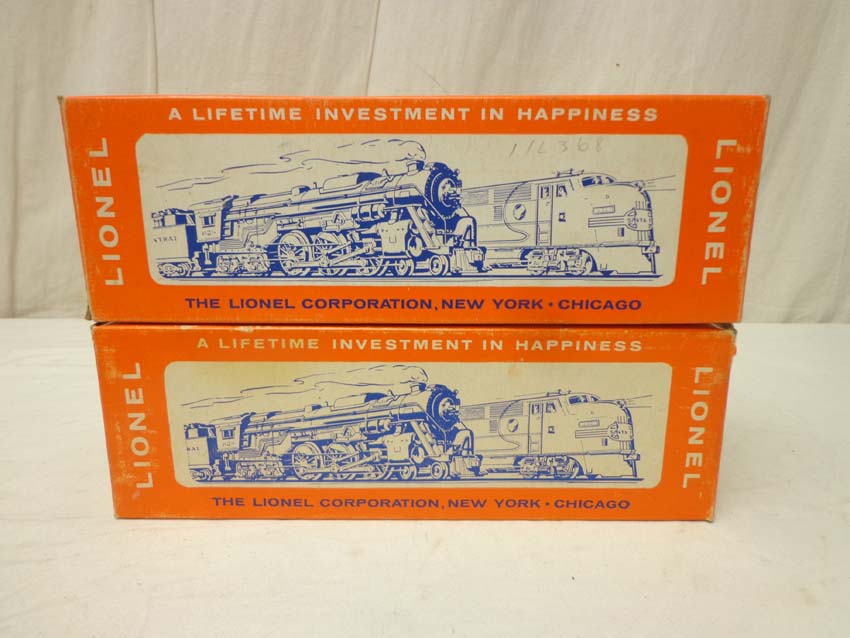 A LIFETIME INVESTMENT IN HAPPINESS
LIONEL
LIONEL
THE LIONEL CORPORATION, NEW YORK • CHICAGO
A LIFETIME INVESTMENT IN HAPPINESS
LIONEL
LIONEL
THE LIONEL CORPORATION, NEW YORK • CHICAGO